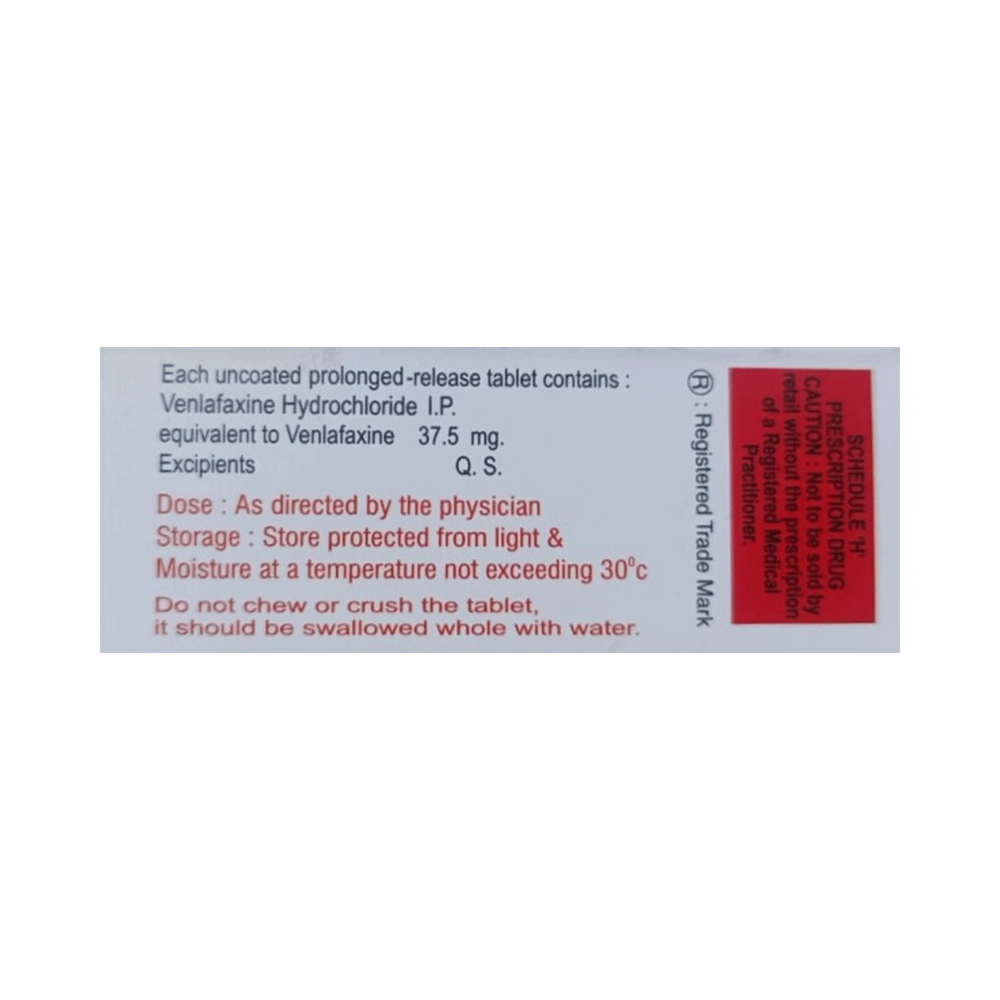 Each uncoated prolonged-release tablet contains :
Venlafaxine Hydrochloride I.P.
equivalent to Venlafaxine 37.5 mg.
Excipients Q. S.
Dose : As directed by the physician
Storage : Store protected from light &
Moisture at a temperature not exceeding 30⁰c
Do not chew or crush the tablet,
it should be swallowed whole with water.
® : Registered Trade Mark
SCHEDULE 'H'
PRESCRIPTION DRUG
CAUTION : Not to be sold by
retail without the prescription
of a Registered Medical
Practitioner.